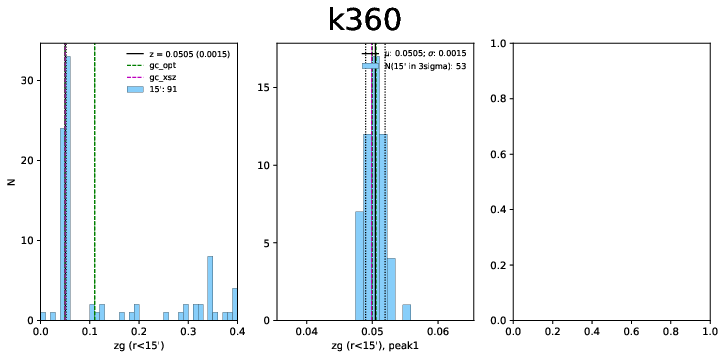 k360
z = 0.0505 (0.0015)
gc_opt
gc_xsz
15': 91
30
20
10
0
N
0.0 0.1 0.2 0.3 0.4
zg (r<15')
μ: 0.0505; σ: 0.0015
N(15' in 3sigma): 53
15
10
5
0
0.04 0.05 0.06
zg (r<15'), peak1
1.0
0.8
0.6
0.4
0.2
0.0
0.0 0.2 0.4 0.6 0.8 1.0